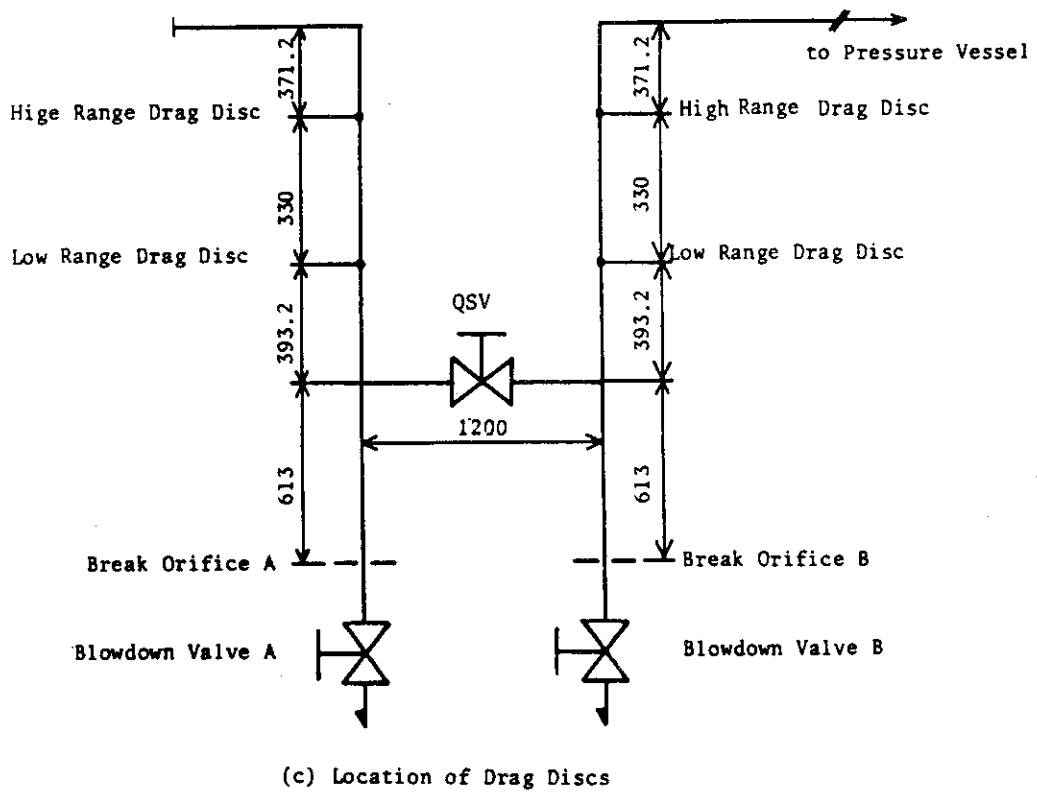 to Pressure Vessel
371.2
371.2
Hige Range Drag Disc
High Range Drag Disc
330
330
Low Range Drag Disc
Low Range Drag Disc
393.2
QSV
393.2
1200
613
613
Break Orifice A
Break Orifice B
Blowdown Valve A
Blowdown Valve B
(c) Location of Drag Discs